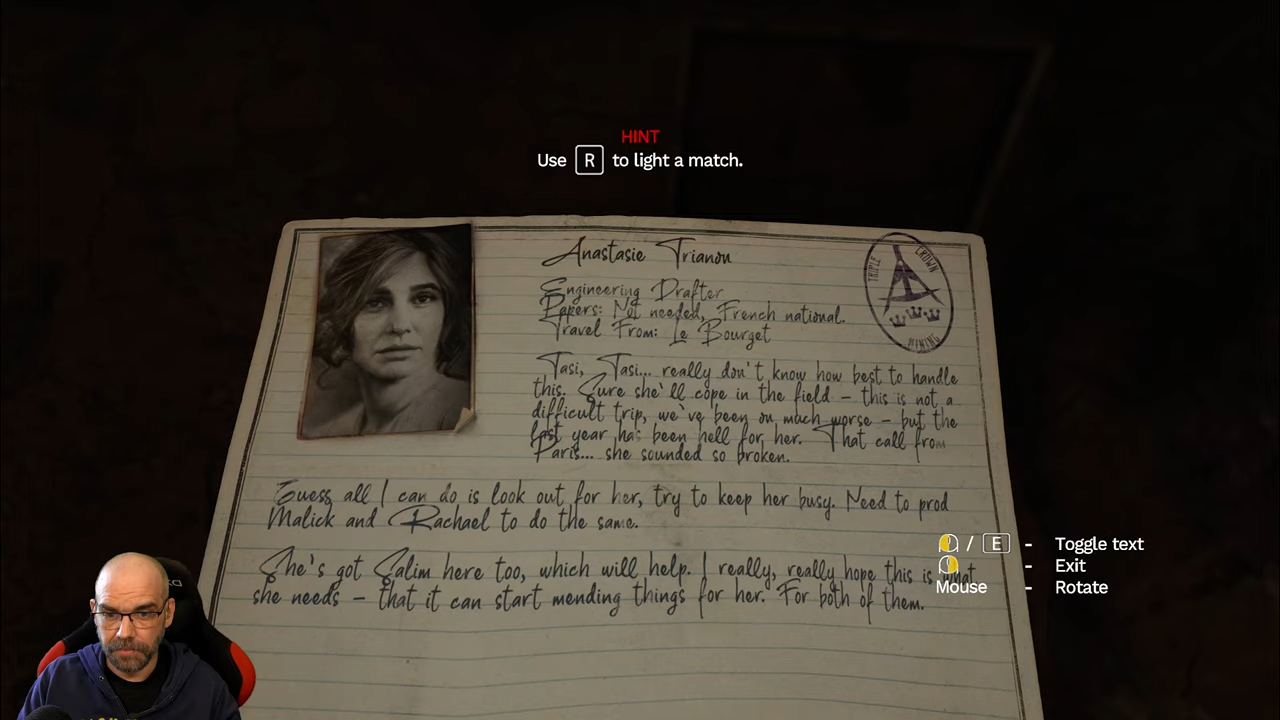 HINT
Use R to light a match.
Anastasie Trianon
TRIPLE CROWN MINING
Engineering Drafter
Papers: Not needed, French national.
Travel From: Le Bourget
Tasi, Tasi... really don't know how best to handle
this. Sure she'll cope in the field – this is not a
difficult trip, we've been on much worse – but the
last year has been hell for her. That call from
Paris... she sounded so broken.
Guess all I can do is look out for her, try to keep her busy. Need to prod
Malick and Rachael to do the same.
She's got Salim here too, which will help. I really, really hope this is what
she needs – that it can start mending things for her. For both of them.
/ E - Toggle text
- Exit
Mouse - Rotate